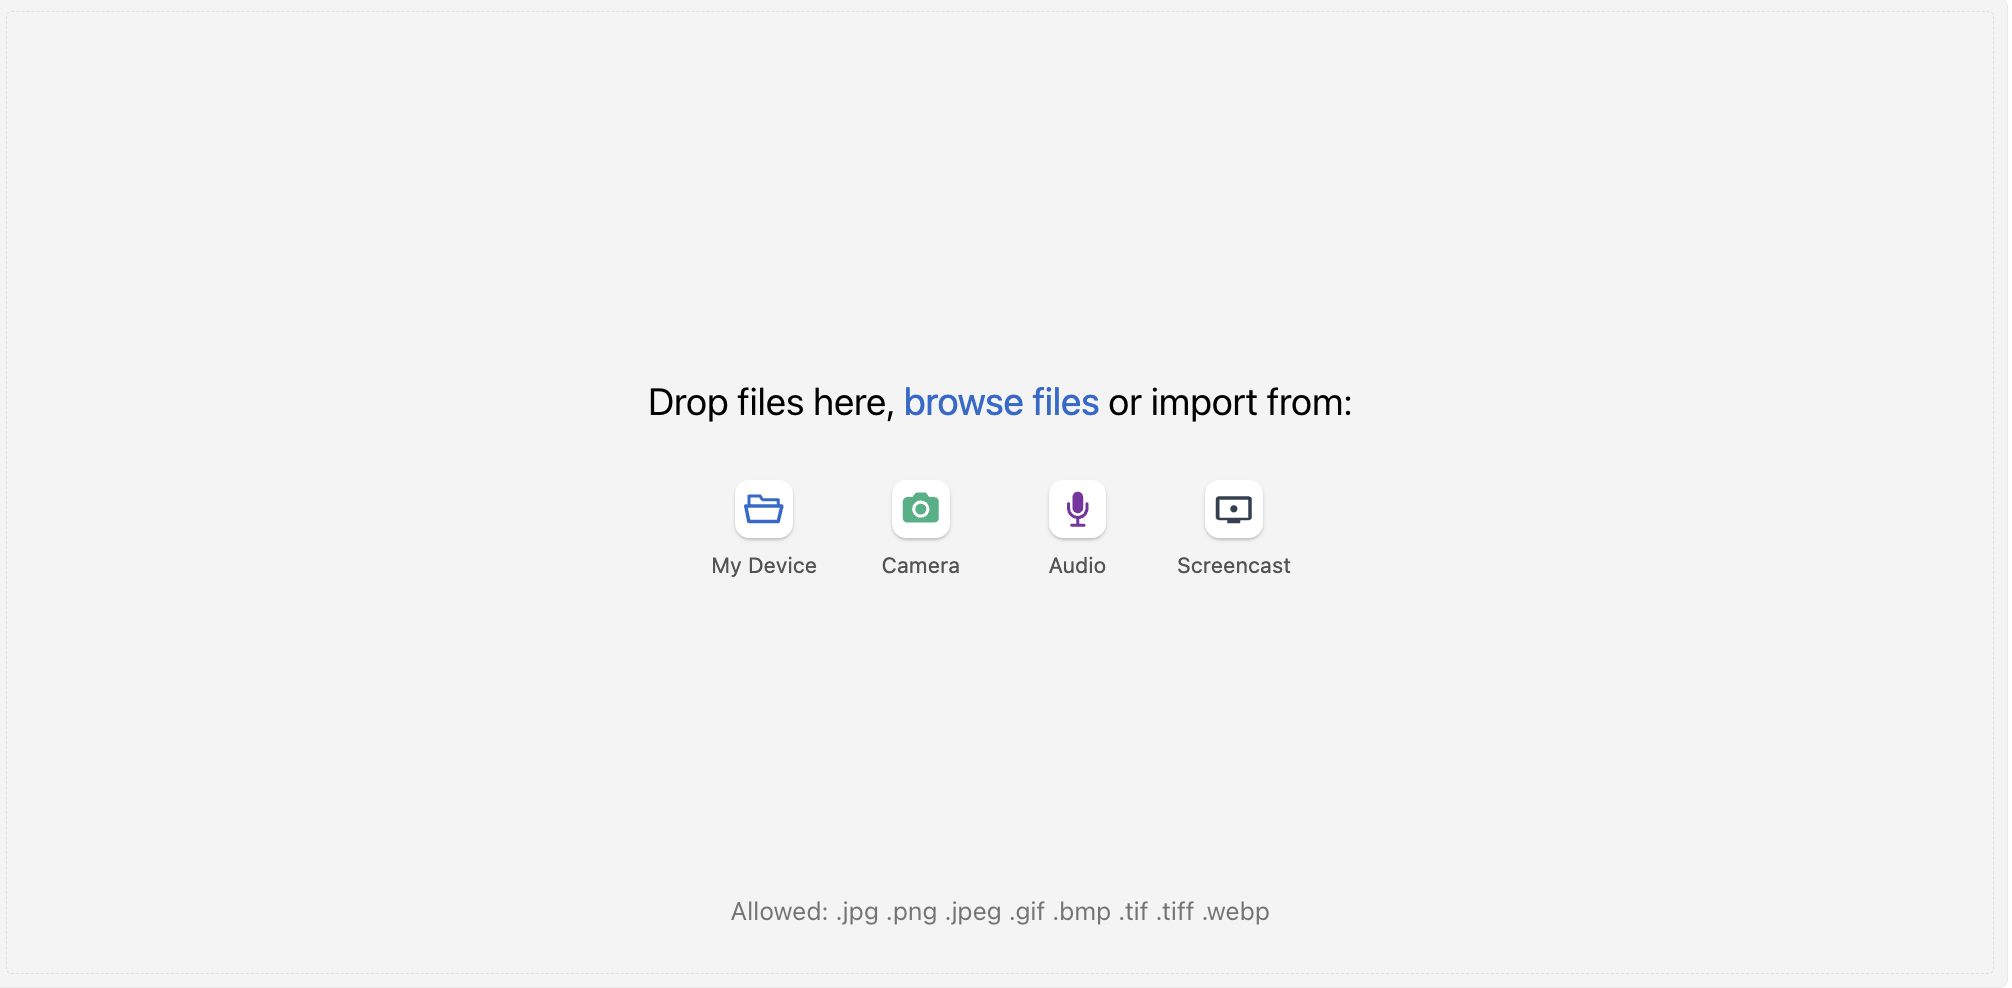 Drop files here, browse files or import from:
My Device Camera Audio Screencast
Allowed: .jpg .png .jpeg .gif .bmp .tif .tiff .webp